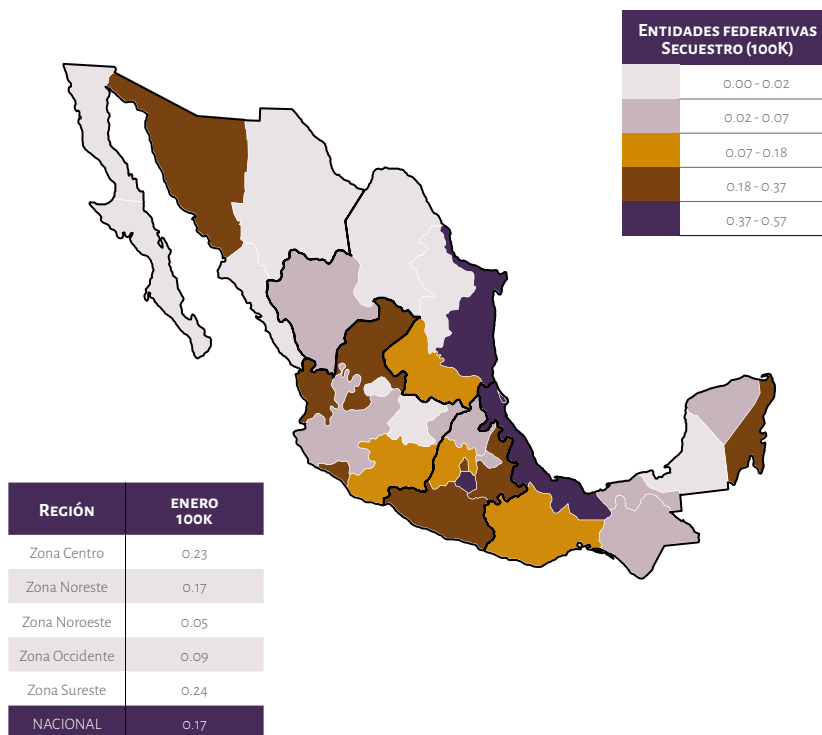 Entidades federativas
Secuestro (100K)
0.00 - 0.02
0.02 - 0.07
0.07 - 0.18
0.18 - 0.37
0.37 - 0.57
Región enero
100K
Zona Centro 0.23
Zona Noreste 0.17
Zona Noroeste 0.05
Zona Occidente 0.09
Zona Sureste 0.24
NACIONAL 0.17